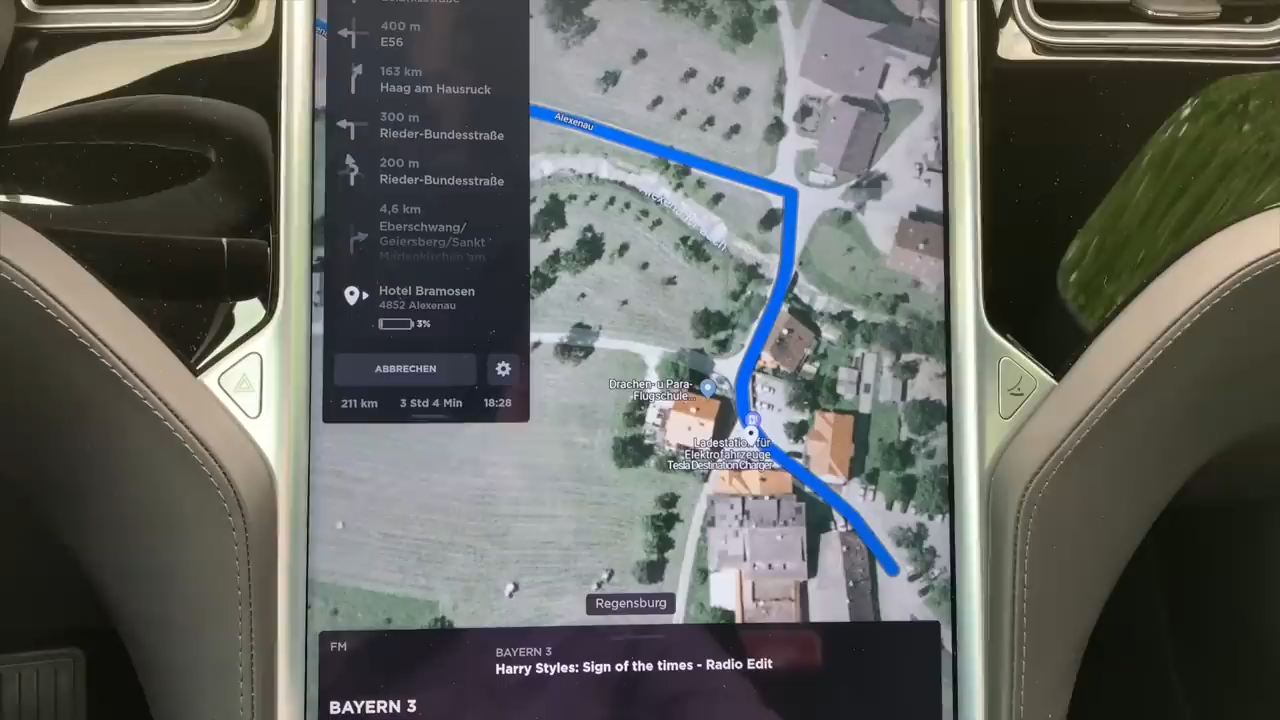 400 m
E56
163 km
Haag am Hausruck
300 m
Rieder-Bundesstraße
200 m
Rieder-Bundesstraße
4,6 km
Eberschwang/
Geiersberg/Sankt
Hotel Bramosen
4852 Alexenau
3%
ABBRECHEN
211 km 3 Std 4 Min 18:28
Alexenau
Drachen- u Para-
Flugschule...
Ladestatio.. für
Elektrofahrzeuge
Tesla Destination Charger
Regensburg
FM
BAYERN 3
Harry Styles: Sign of the times - Radio Edit
BAYERN 3